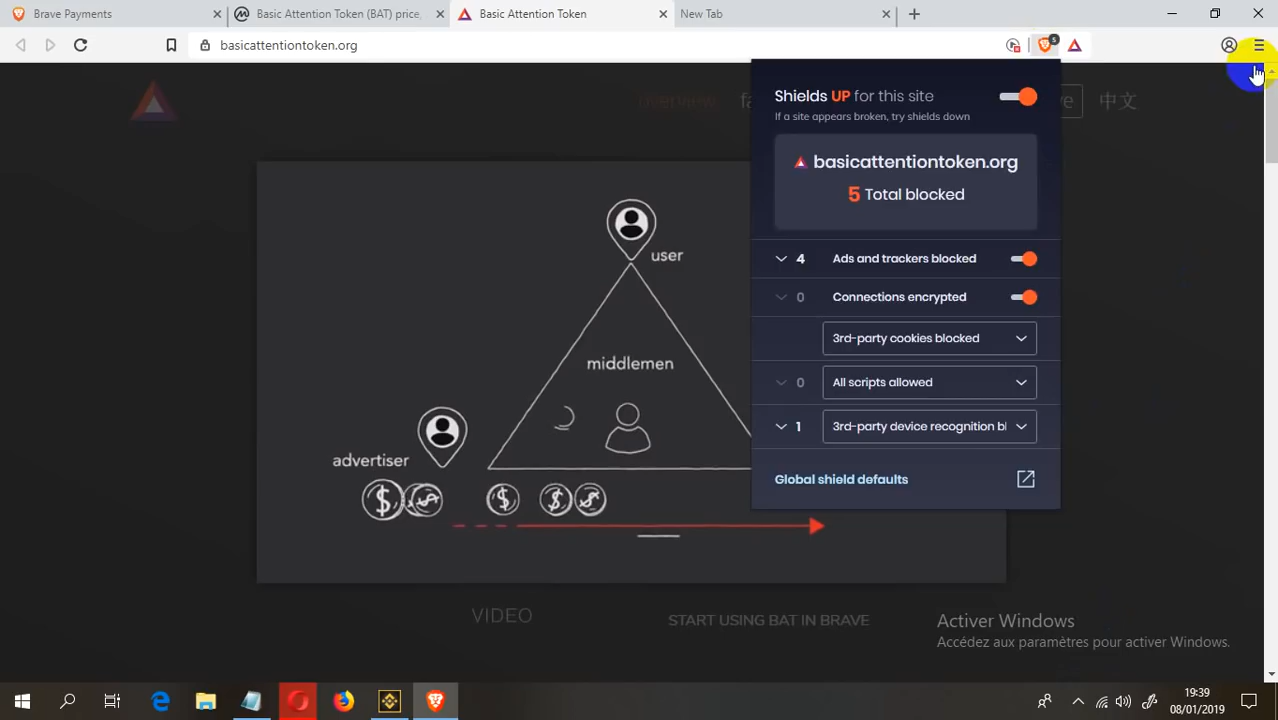 Brave Payments
Basic Attention Token (BAT) price,
Basic Attention Token
New Tab
basicattentiontoken.org
5
overview
中文
Shields UP for this site
If a site appears broken, try shields down
basicattentiontoken.org
5 Total blocked
4 Ads and trackers blocked
0 Connections encrypted
3rd-party cookies blocked
0 All scripts allowed
1 3rd-party device recognition bl
Global shield defaults
user
middlemen
advertiser
$ $ $ $ $
VIDEO
START USING BAT IN BRAVE
Activer Windows
Accédez aux paramètres pour activer Windows.
19:39
08/01/2019